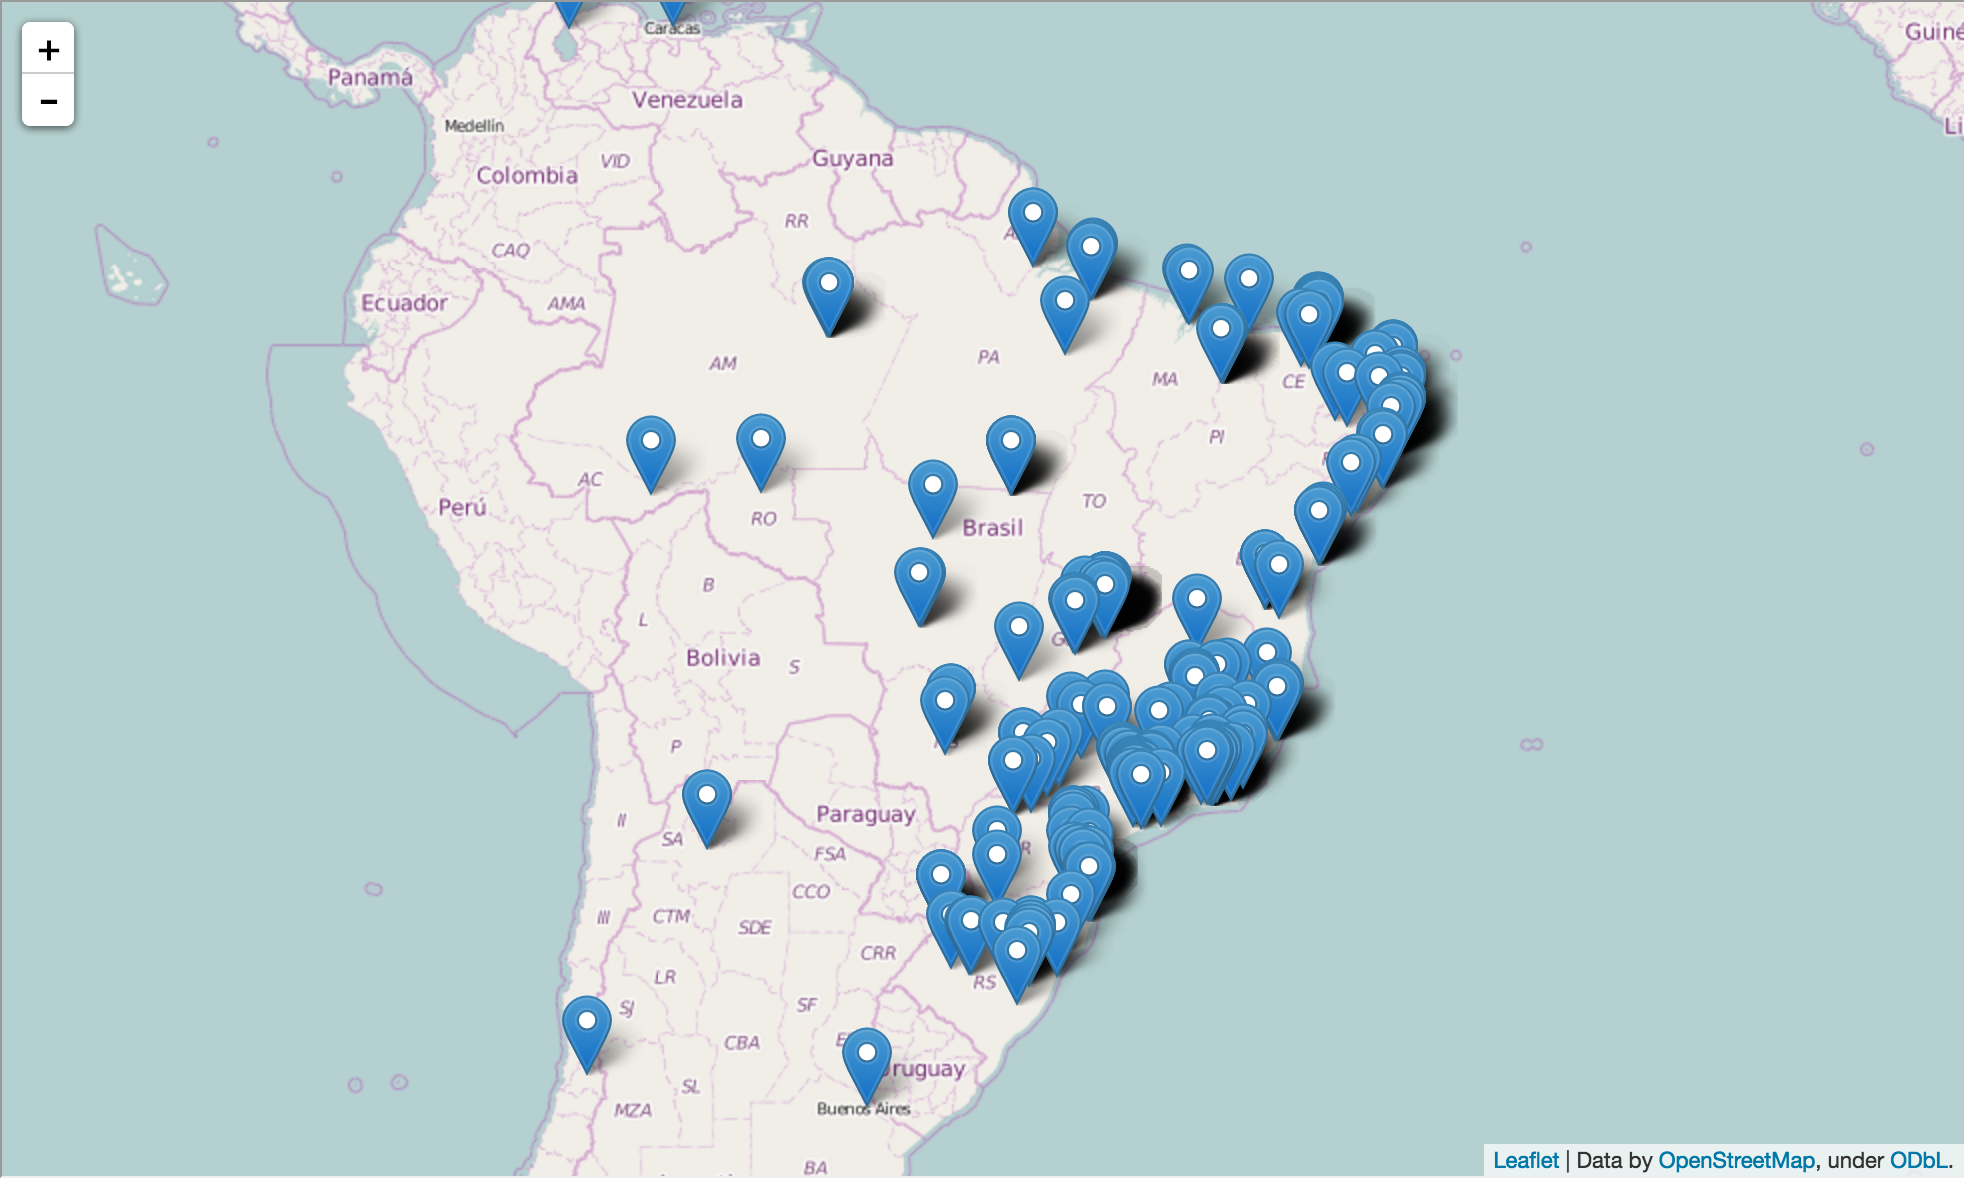 +
-
Caracas
Panamá
Venezuela
Medellín
Guyana
VID
Colombia
RR
CAQ
Ecuador
AMA
AM
PA
MA
CE
PI
AC
Perú
RO
TO
Brasil
B
L
Bolivia
S
P
II
SA
Paraguay
FSA
CCO
III
CTM
SDE
CRR
LR
RS
SJ
SF
CBA
SL
MZA
Buenos Aires
BA
Leaflet | Data by OpenStreetMap, under ODbL.